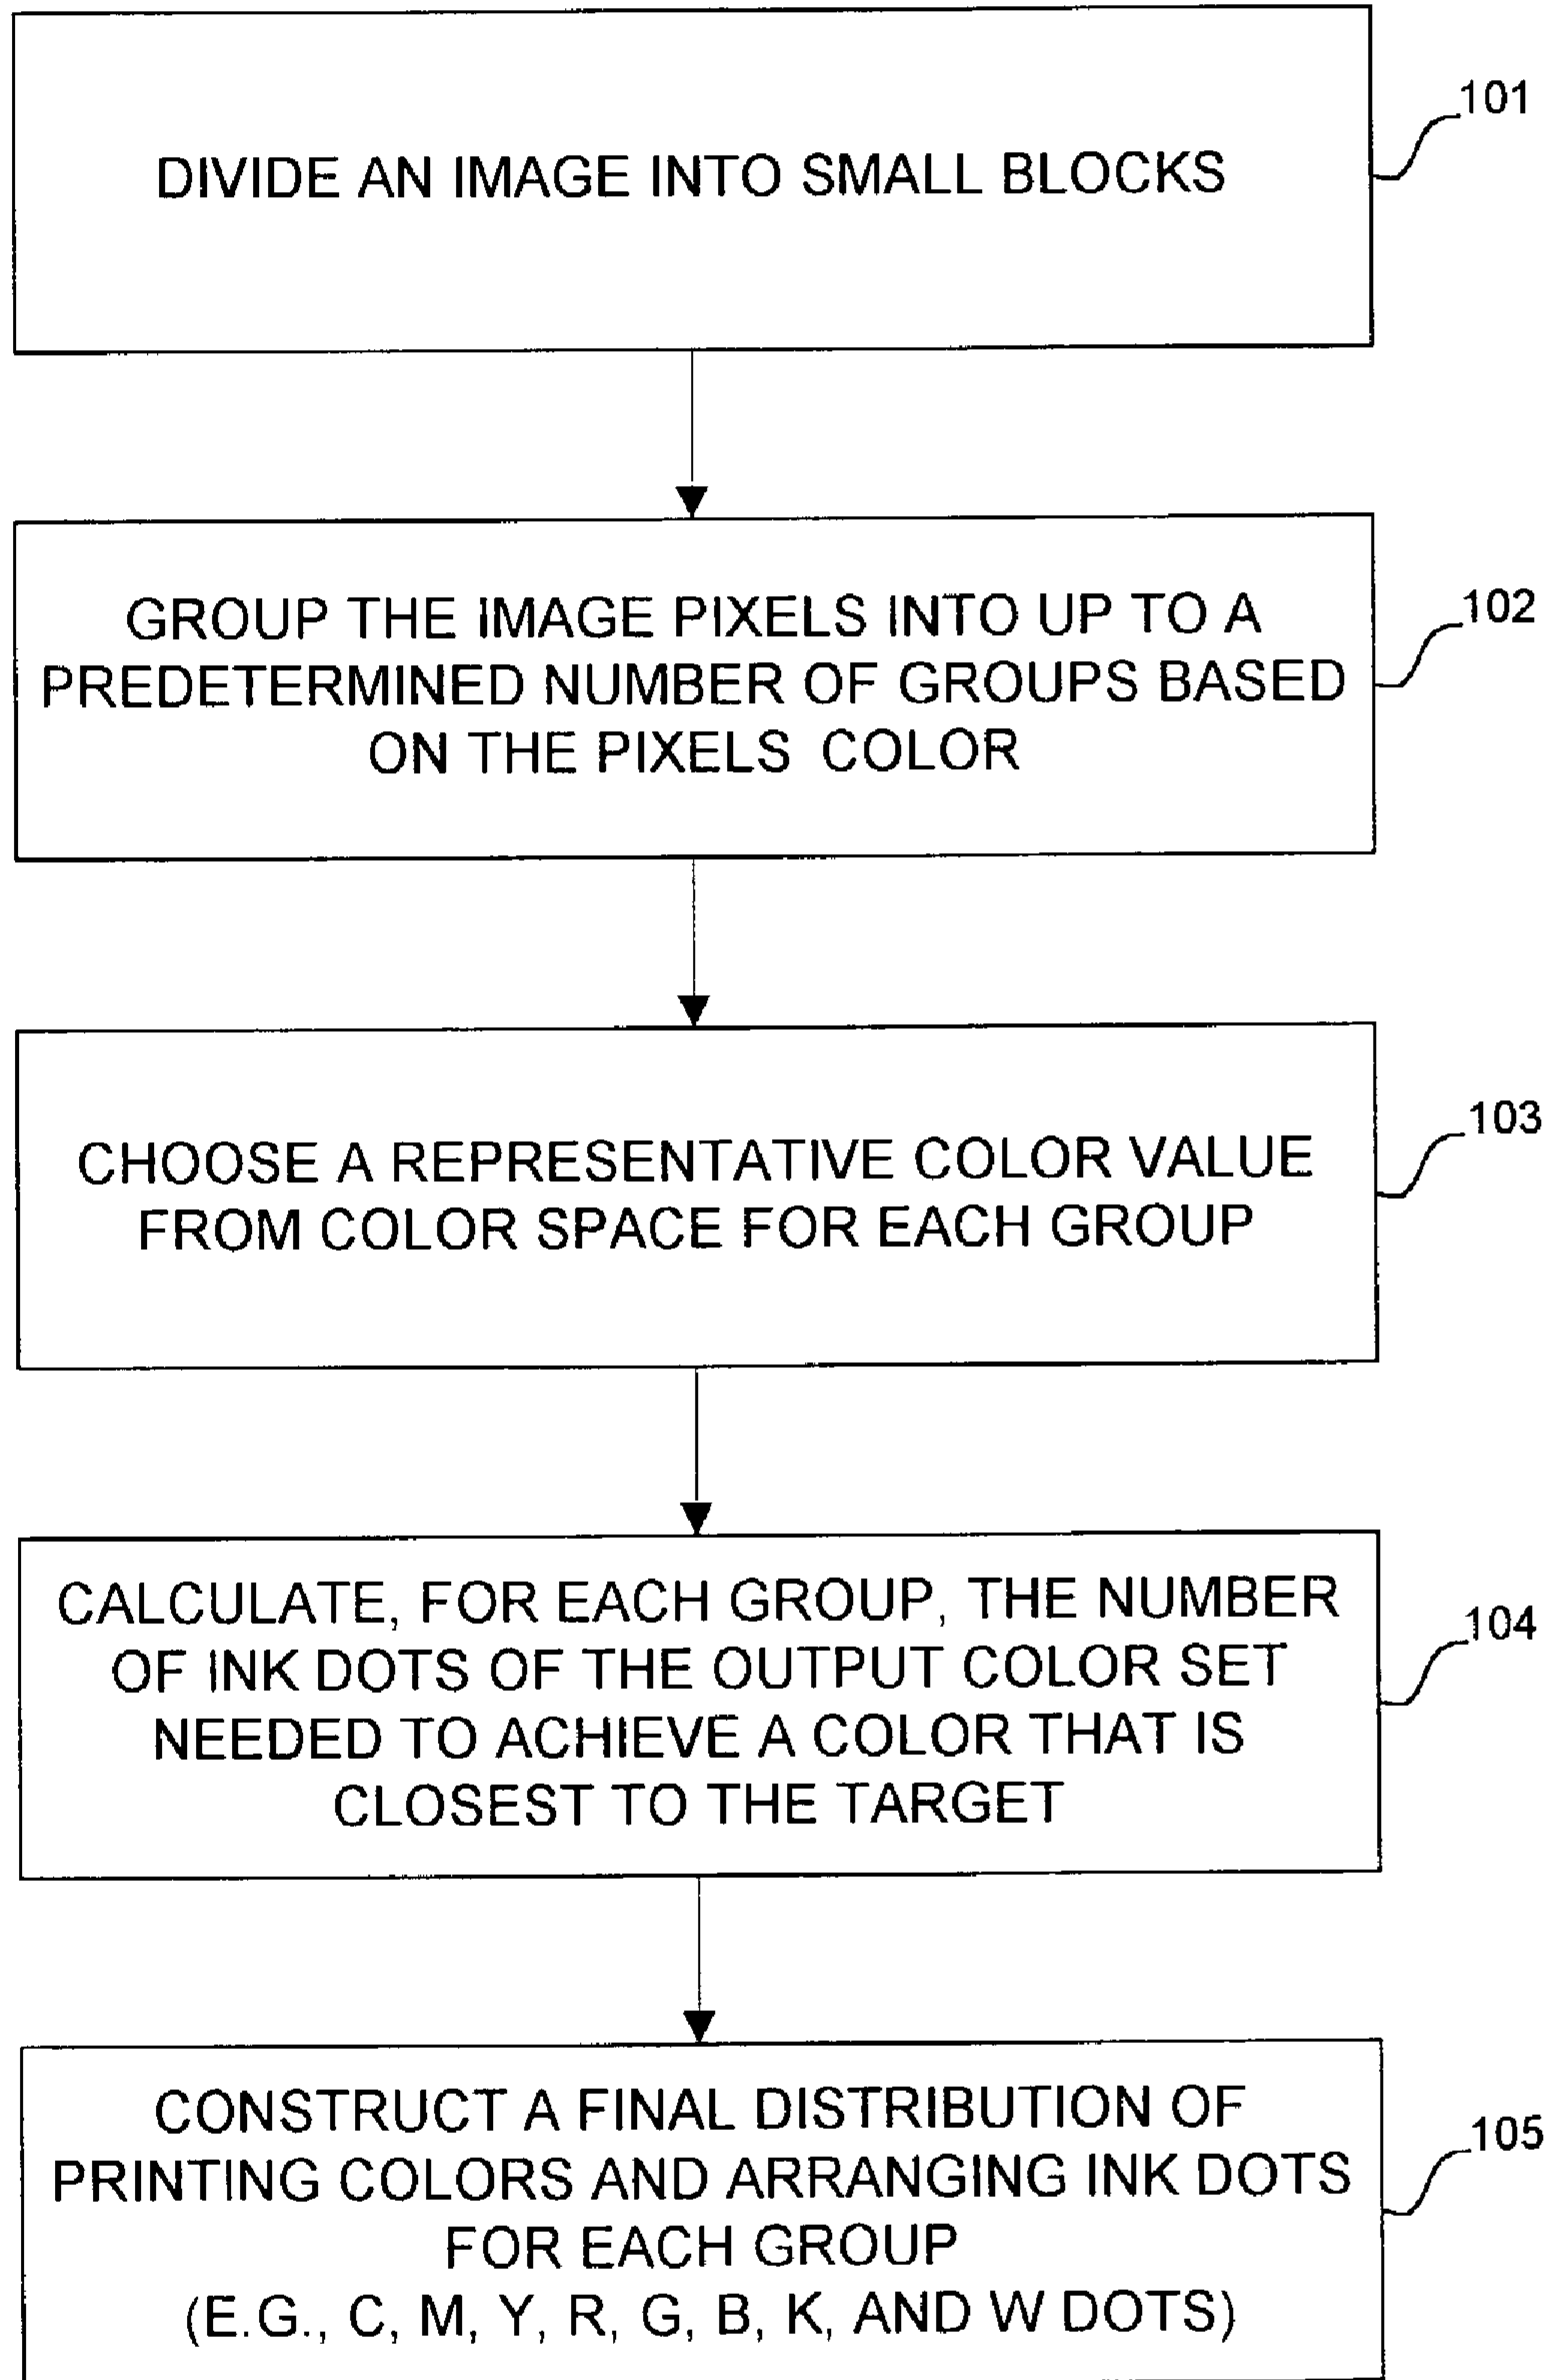 101
DIVIDE AN IMAGE INTO SMALL BLOCKS
102
GROUP THE IMAGE PIXELS INTO UP TO A
PREDETERMINED NUMBER OF GROUPS BASED
ON THE PIXELS COLOR
103
CHOOSE A REPRESENTATIVE COLOR VALUE
FROM COLOR SPACE FOR EACH GROUP
104
CALCULATE, FOR EACH GROUP, THE NUMBER
OF INK DOTS OF THE OUTPUT COLOR SET
NEEDED TO ACHIEVE A COLOR THAT IS
CLOSEST TO THE TARGET
105
CONSTRUCT A FINAL DISTRIBUTION OF
PRINTING COLORS AND ARRANGING INK DOTS
FOR EACH GROUP
(E.G., C, M, Y, R, G, B, K, AND W DOTS)